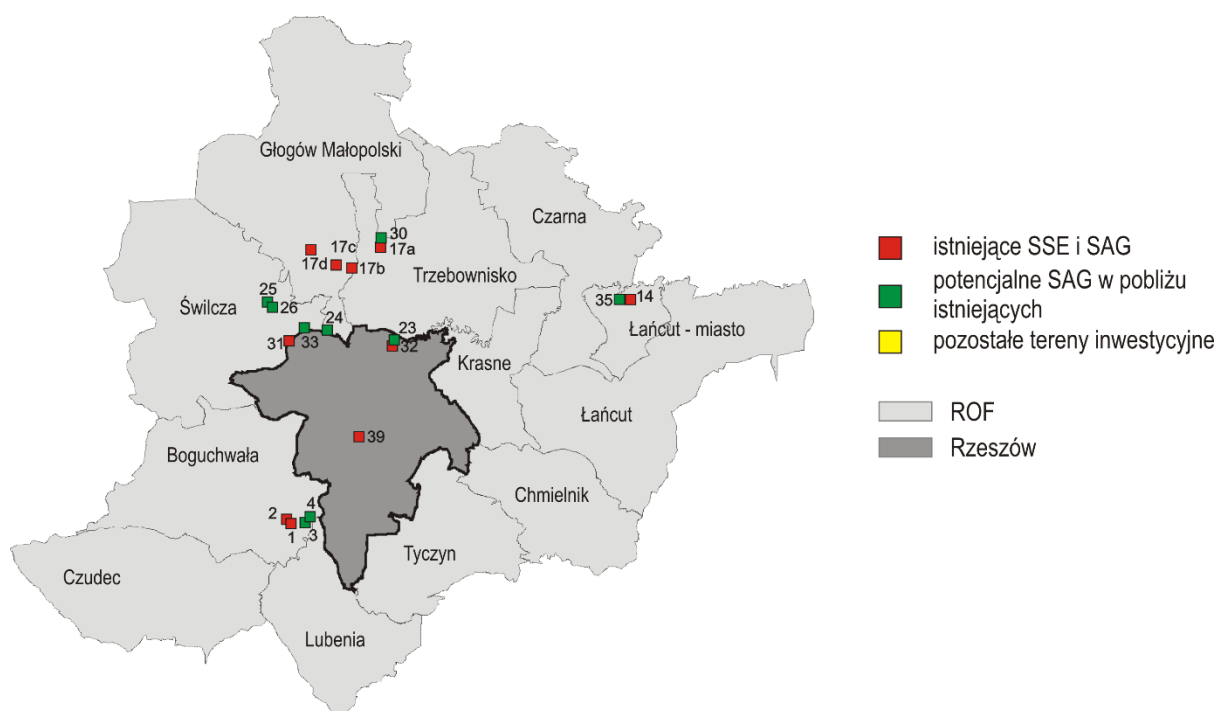 Głogów Małopolski
Czarna
30
17c
17a
17d
17b
Trzebownisko
25
26
Świlcza
35
14
Łańcut - miasto
24
23
31
33
32
Krasne
Łańcut
39
Boguchwała
Chmielnik
2
4
1
3
Tyczyn
Czudec
Lubenia
istniejące SSE i SAG
potencjalne SAG w pobliżu
istniejących
pozostałe tereny inwestycyjne
ROF
Rzeszów